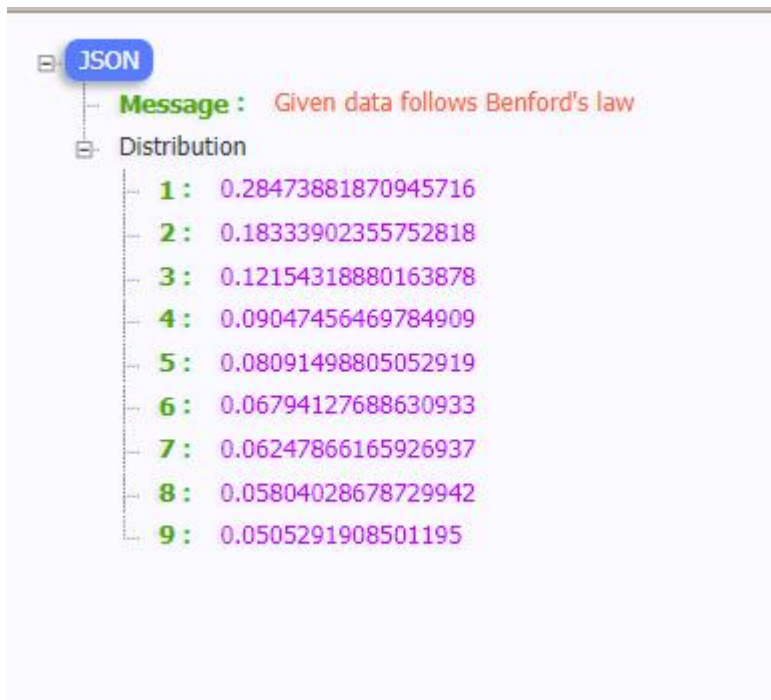 JSON
Message : Given data follows Benford's law
Distribution
1 : 0.28473881870945716
2 : 0.18333902355752818
3 : 0.12154318880163878
4 : 0.09047456469784909
5 : 0.08091498805052919
6 : 0.06794127688630933
7 : 0.06247866165926937
8 : 0.05804028678729942
9 : 0.0505291908501195